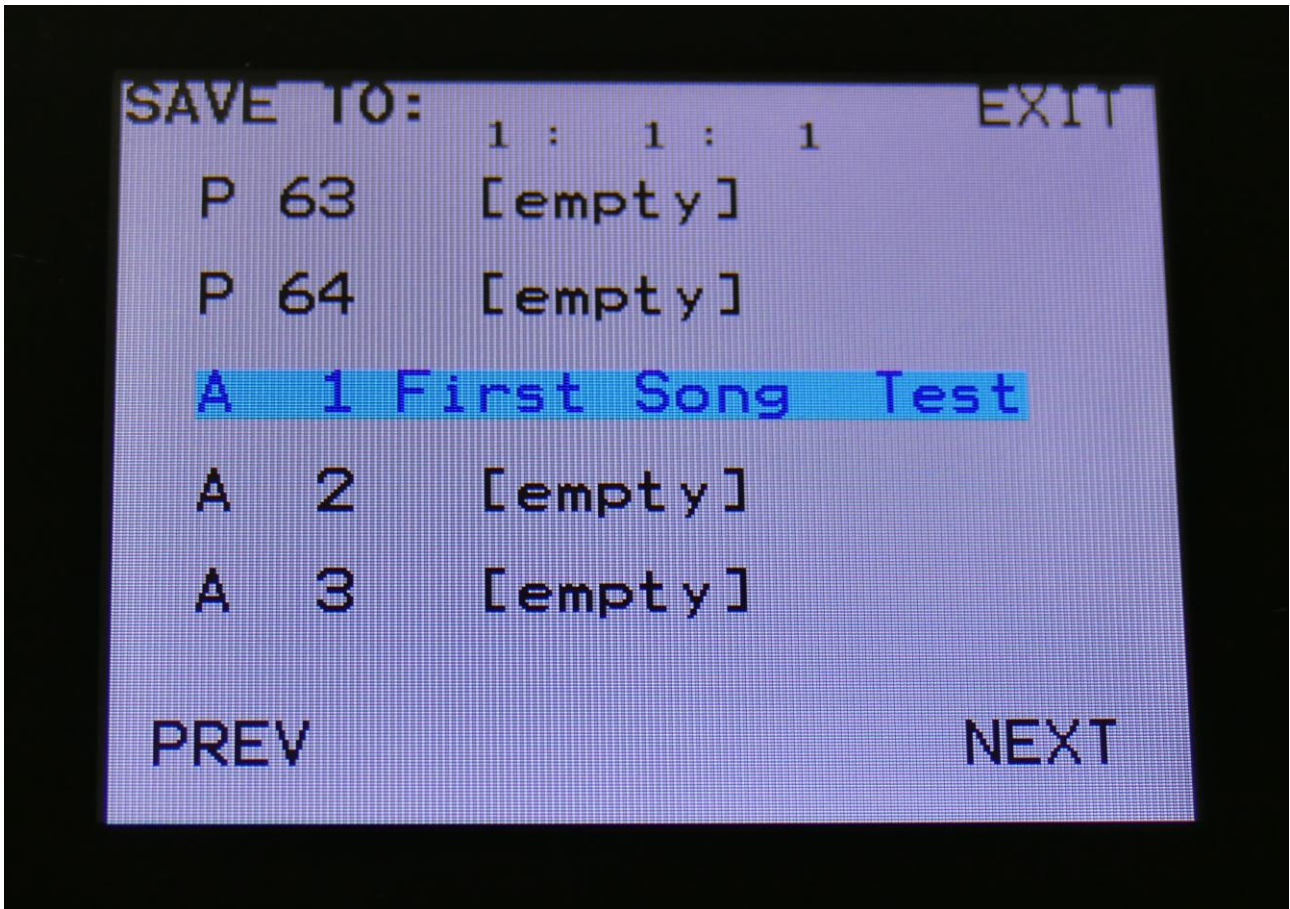 SAVE TO: EXIT
1 : 1 : 1
P 63 [empty]
P 64 [empty]
A 1 First Song Test
A 2 [empty]
A 3 [empty]
PREV NEXT